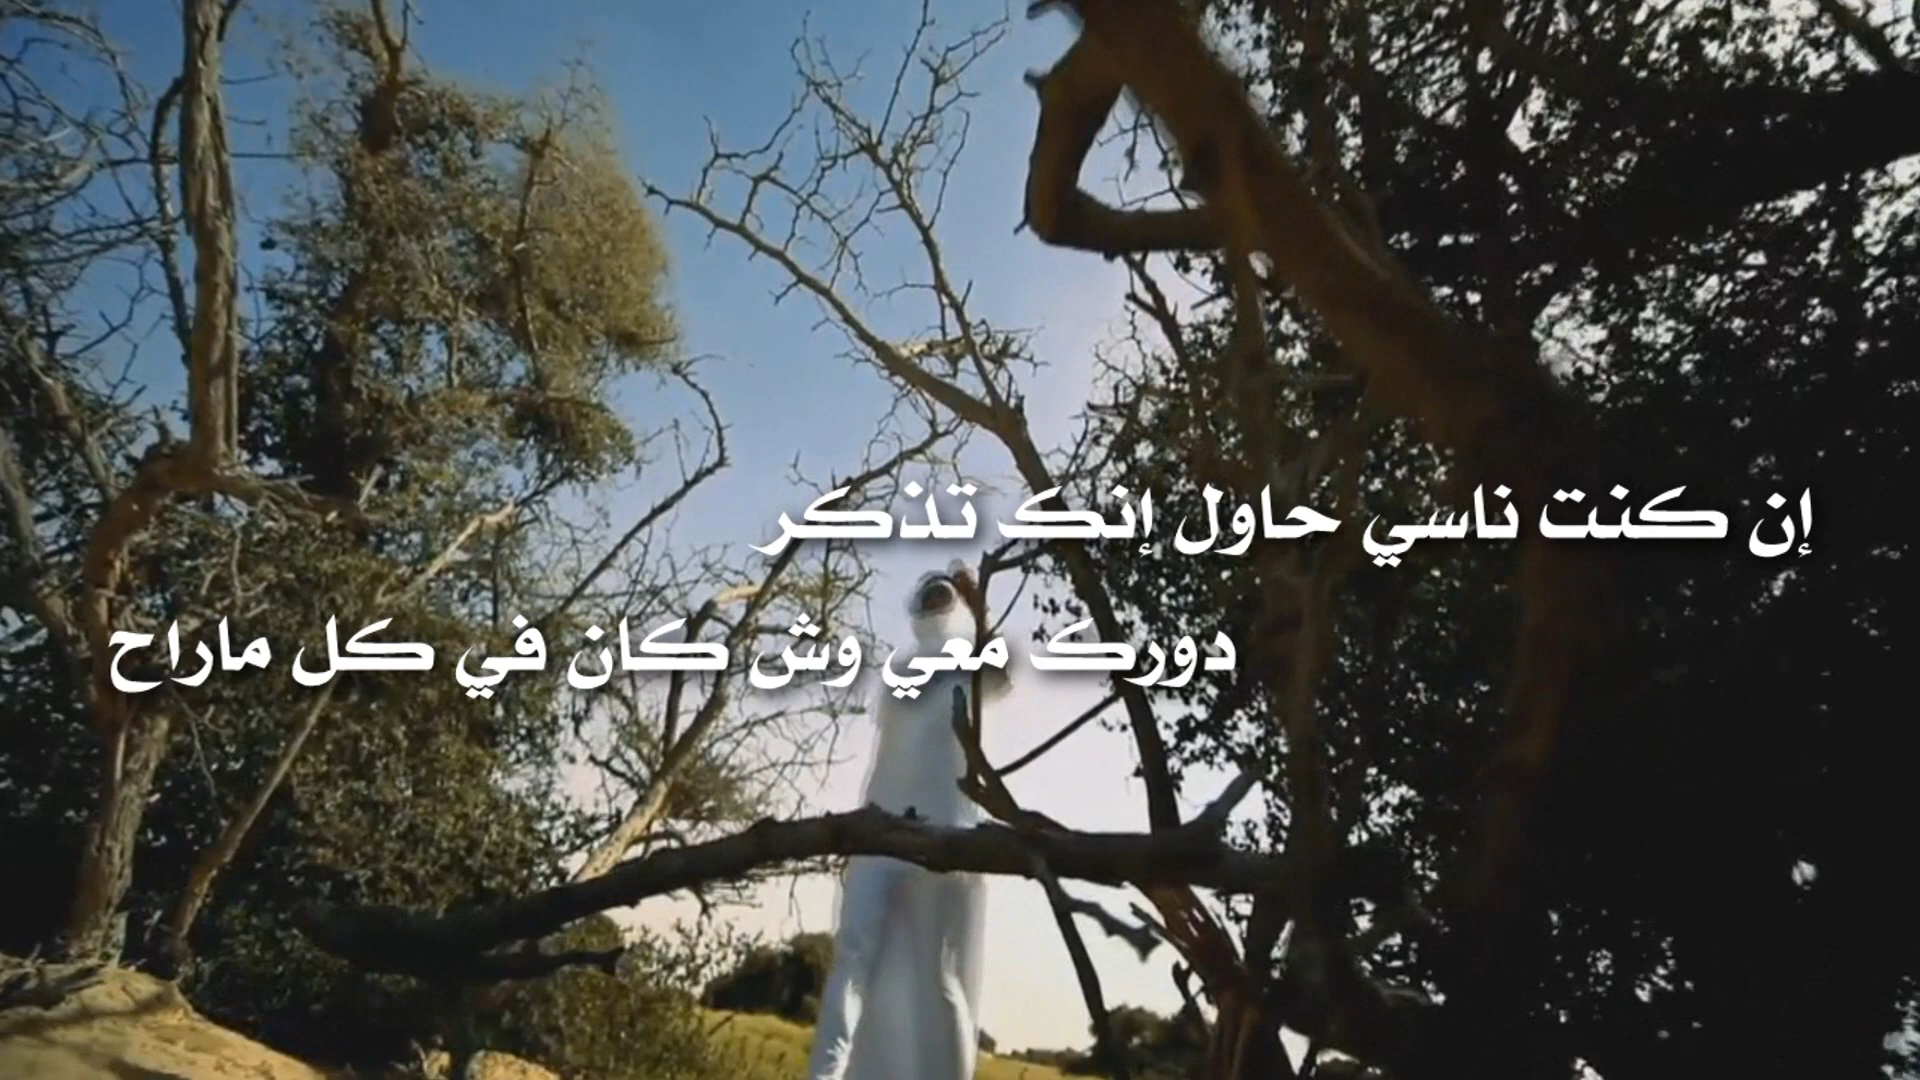 إن كنت ناسي حاول إنك تذكر
دورك معي وش كان في كل ماراح